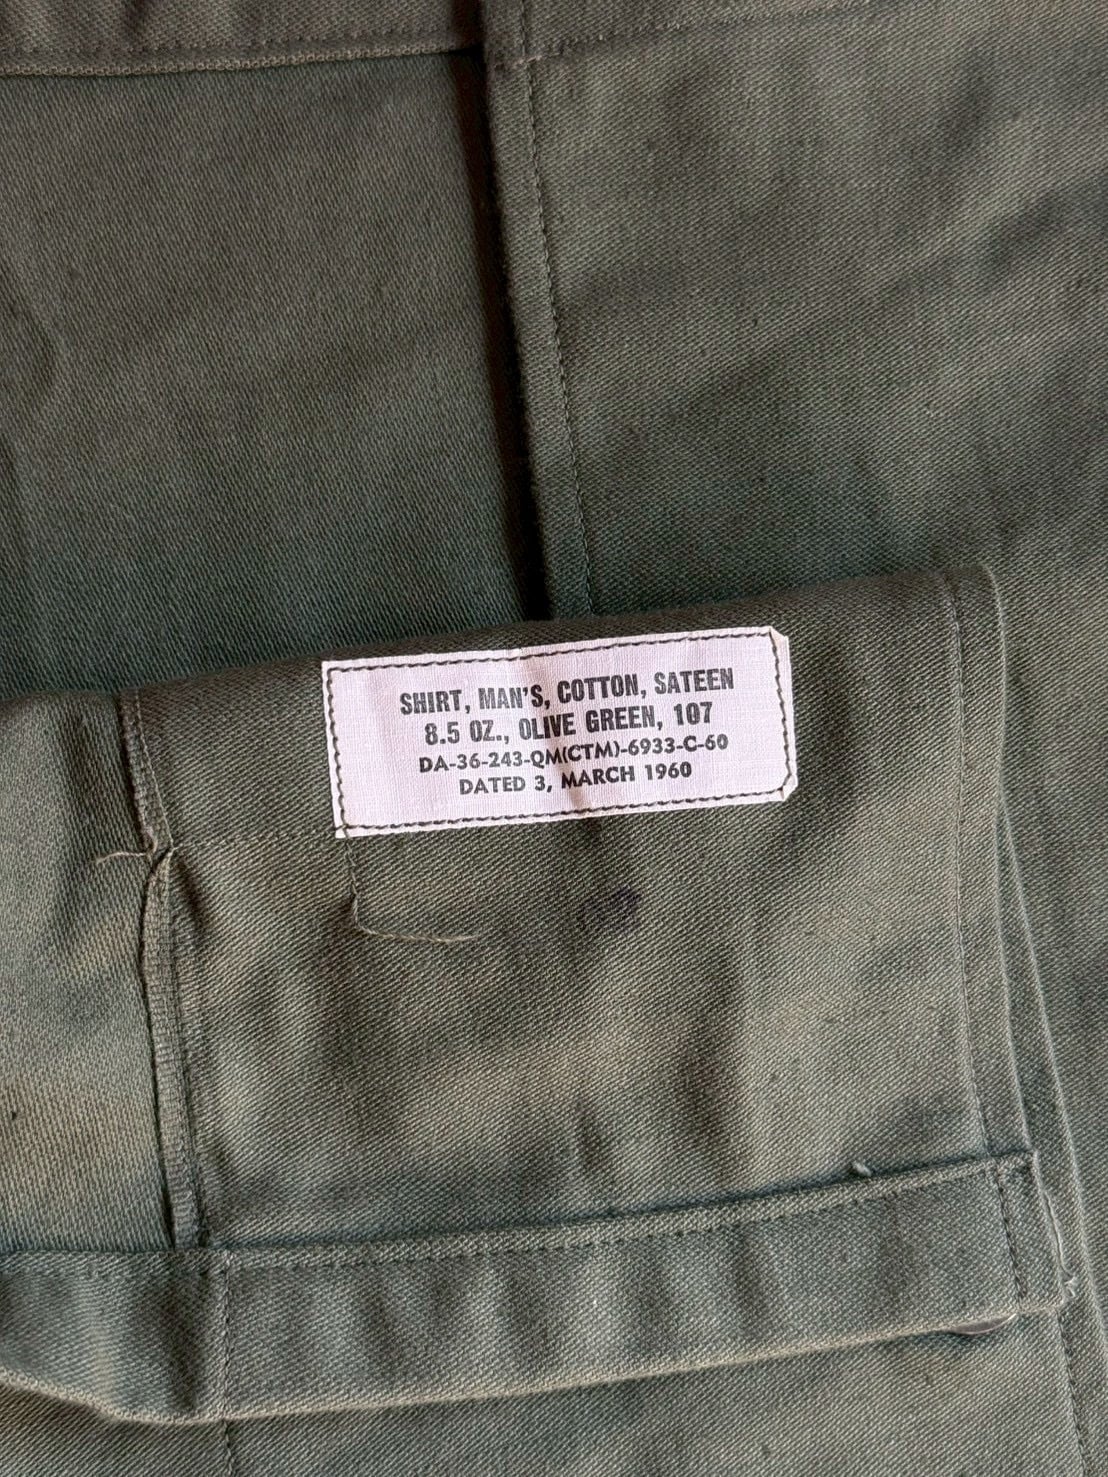 SHIRT, MAN'S, COTTON, SATEEN
8.5 OZ., OLIVE GREEN, 107
DA-36-243-QM(CTM)-6933-C-60
DATED 3, MARCH 1960